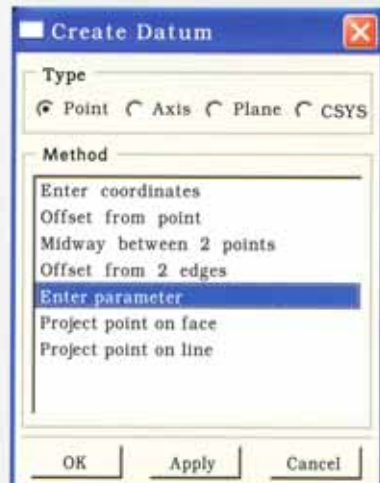 Create Datum
Type
Point Axis Plane CSYS
Method
Enter coordinates
Offset from point
Midway between 2 points
Offset from 2 edges
Enter parameter
Project point on face
Project point on line
OK Apply Cancel